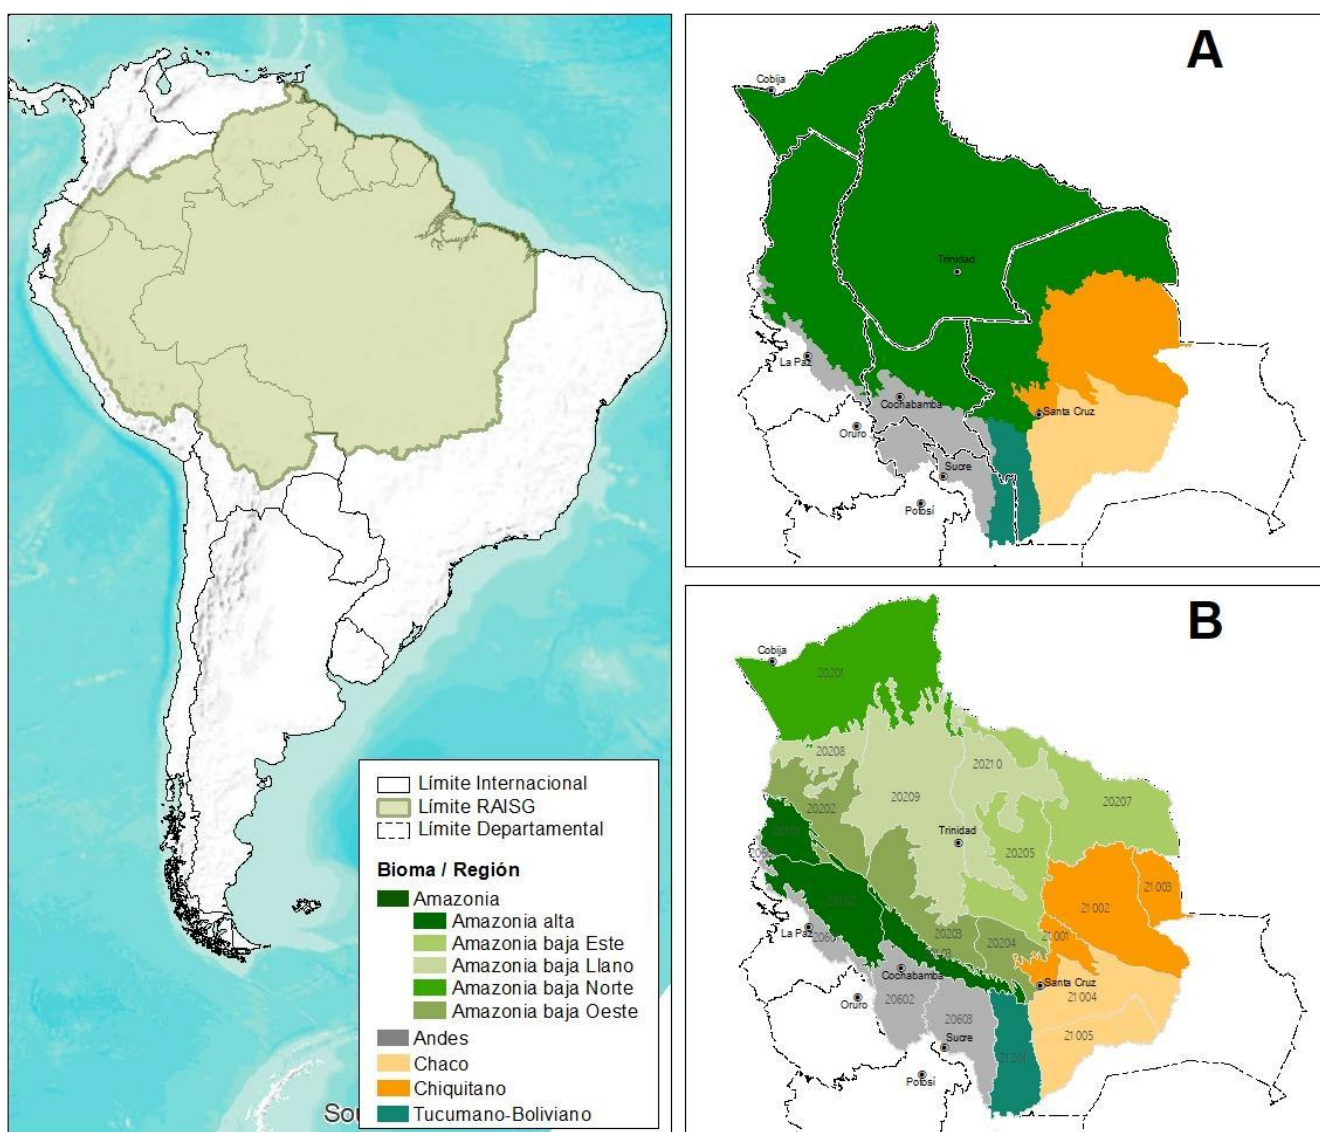 Límite Internacional
Límite RAISG
Límite Departamental
Bioma / Región
Amazonia
Amazonia alta
Amazonia baja Este
Amazonia baja Llano
Amazonia baja Norte
Amazonia baja Oeste
Andes
Chaco
Chiquitano
Tucumano-Boliviano
A
Cobija
Trinidad
La Paz
Cochabamba
Santa Cruz
Oruro
Sucre
Potosí
B
Cobija
20201
20208
20210
20209
20207
20202
20101
Trinidad
20205
21003
20102
21002
La Paz
20203
20204
21001
Cochabamba
Santa Cruz
Oruro
20602
21004
20603
21005
Sucre
21201
Potosí